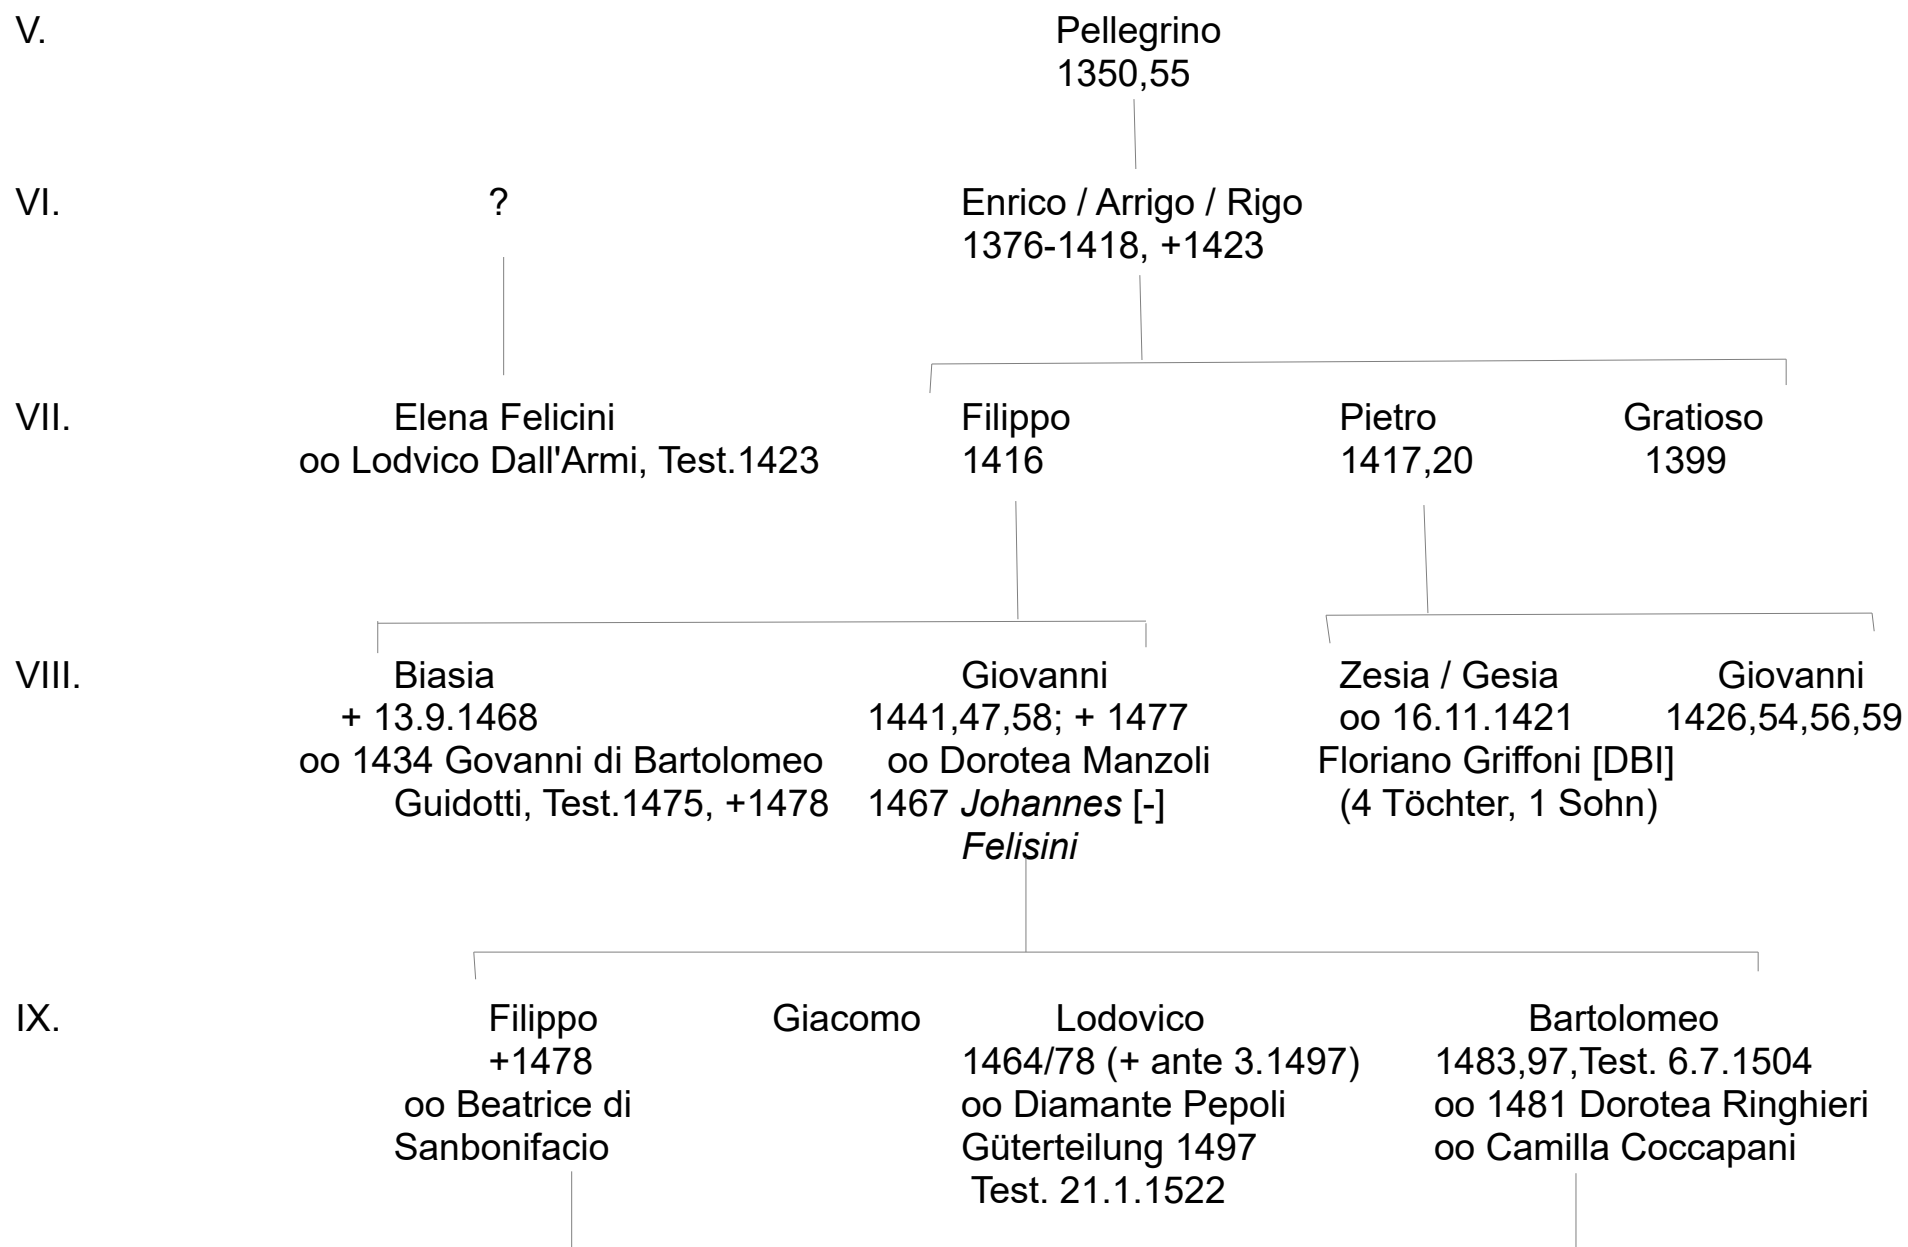 V. Pellegrino
1350,55
VI. ? Enrico / Arrigo / Rigo
1376-1418, +1423
VII. Elena Felicini Filippo Pietro Gratioso
oo Lodvico Dall'Armi, Test.1423 1416 1417,20 1399
VIII. Biasia Giovanni Zesia / Gesia Giovanni
+ 13.9.1468 1441,47,58; + 1477 oo 16.11.1421 1426,54,56,59
oo 1434 Govanni di Bartolomeo oo Dorotea Manzoli Floriano Griffoni [DBI]
Guidotti, Test.1475, +1478 1467 Johannes [-] (4 Töchter, 1 Sohn)
Felisini
IX. Filippo Giacomo Lodovico Bartolomeo
+1478 1464/78 (+ ante 3.1497) 1483,97,Test. 6.7.1504
oo Beatrice di oo Diamante Pepoli oo 1481 Dorotea Ringhieri
Sanbonifacio Güterteilung 1497 oo Camilla Coccapani
Test. 21.1.1522